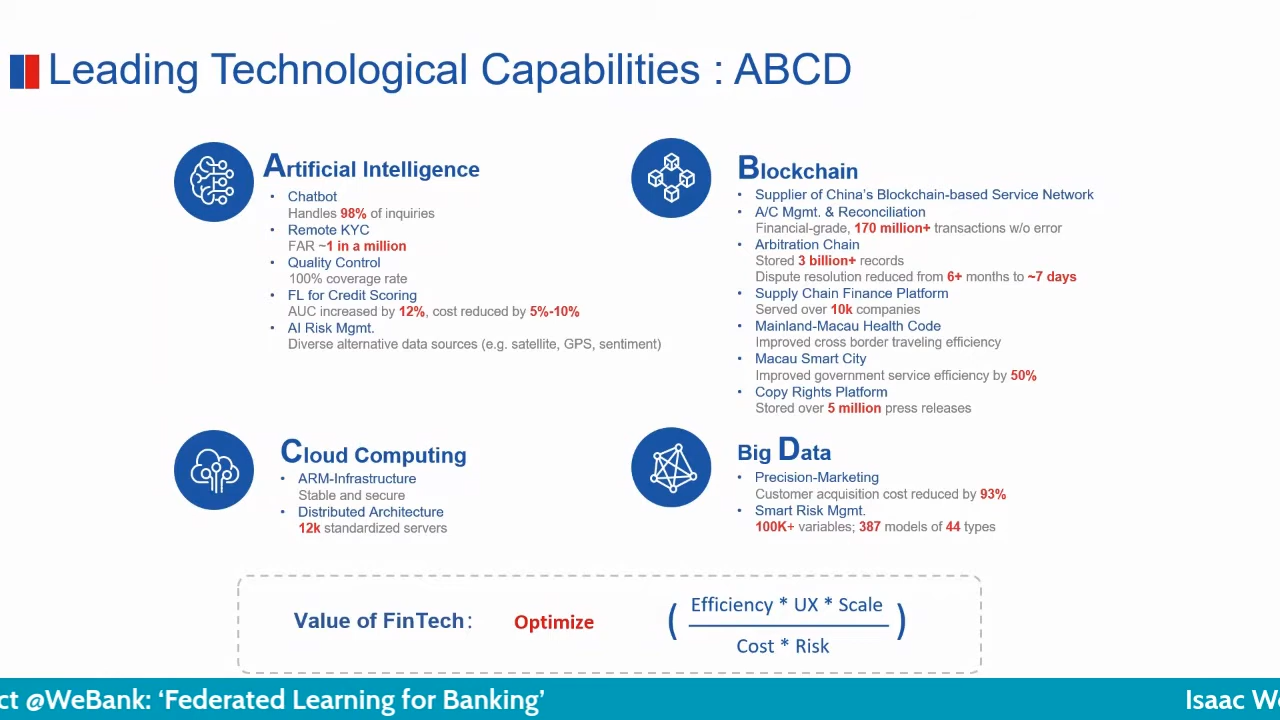 Leading Technological Capabilities : ABCD
Artificial Intelligence
• Chatbot
Handles 98% of inquiries
• Remote KYC
FAR ~1 in a million
• Quality Control
100% coverage rate
• FL for Credit Scoring
AUC increased by 12%, cost reduced by 5%-10%
• AI Risk Mgmt.
Diverse alternative data sources (e.g. satellite, GPS, sentiment)
Blockchain
• Supplier of China's Blockchain-based Service Network
• A/C Mgmt. & Reconciliation
Financial-grade, 170 million+ transactions w/o error
• Arbitration Chain
Stored 3 billion+ records
Dispute resolution reduced from 6+ months to ~7 days
• Supply Chain Finance Platform
Served over 10k companies
• Mainland-Macau Health Code
Improved cross border traveling efficiency
• Macau Smart City
Improved government service efficiency by 50%
• Copy Rights Platform
Stored over 5 million press releases
Cloud Computing
• ARM-Infrastructure
Stable and secure
• Distributed Architecture
12k standardized servers
Big Data
• Precision-Marketing
Customer acquisition cost reduced by 93%
• Smart Risk Mgmt.
100K+ variables; 387 models of 44 types
Value of FinTech: Optimize
( Efficiency * UX * Scale )
Cost * Risk
ct @WeBank: ‘Federated Learning for Banking’
Isaac